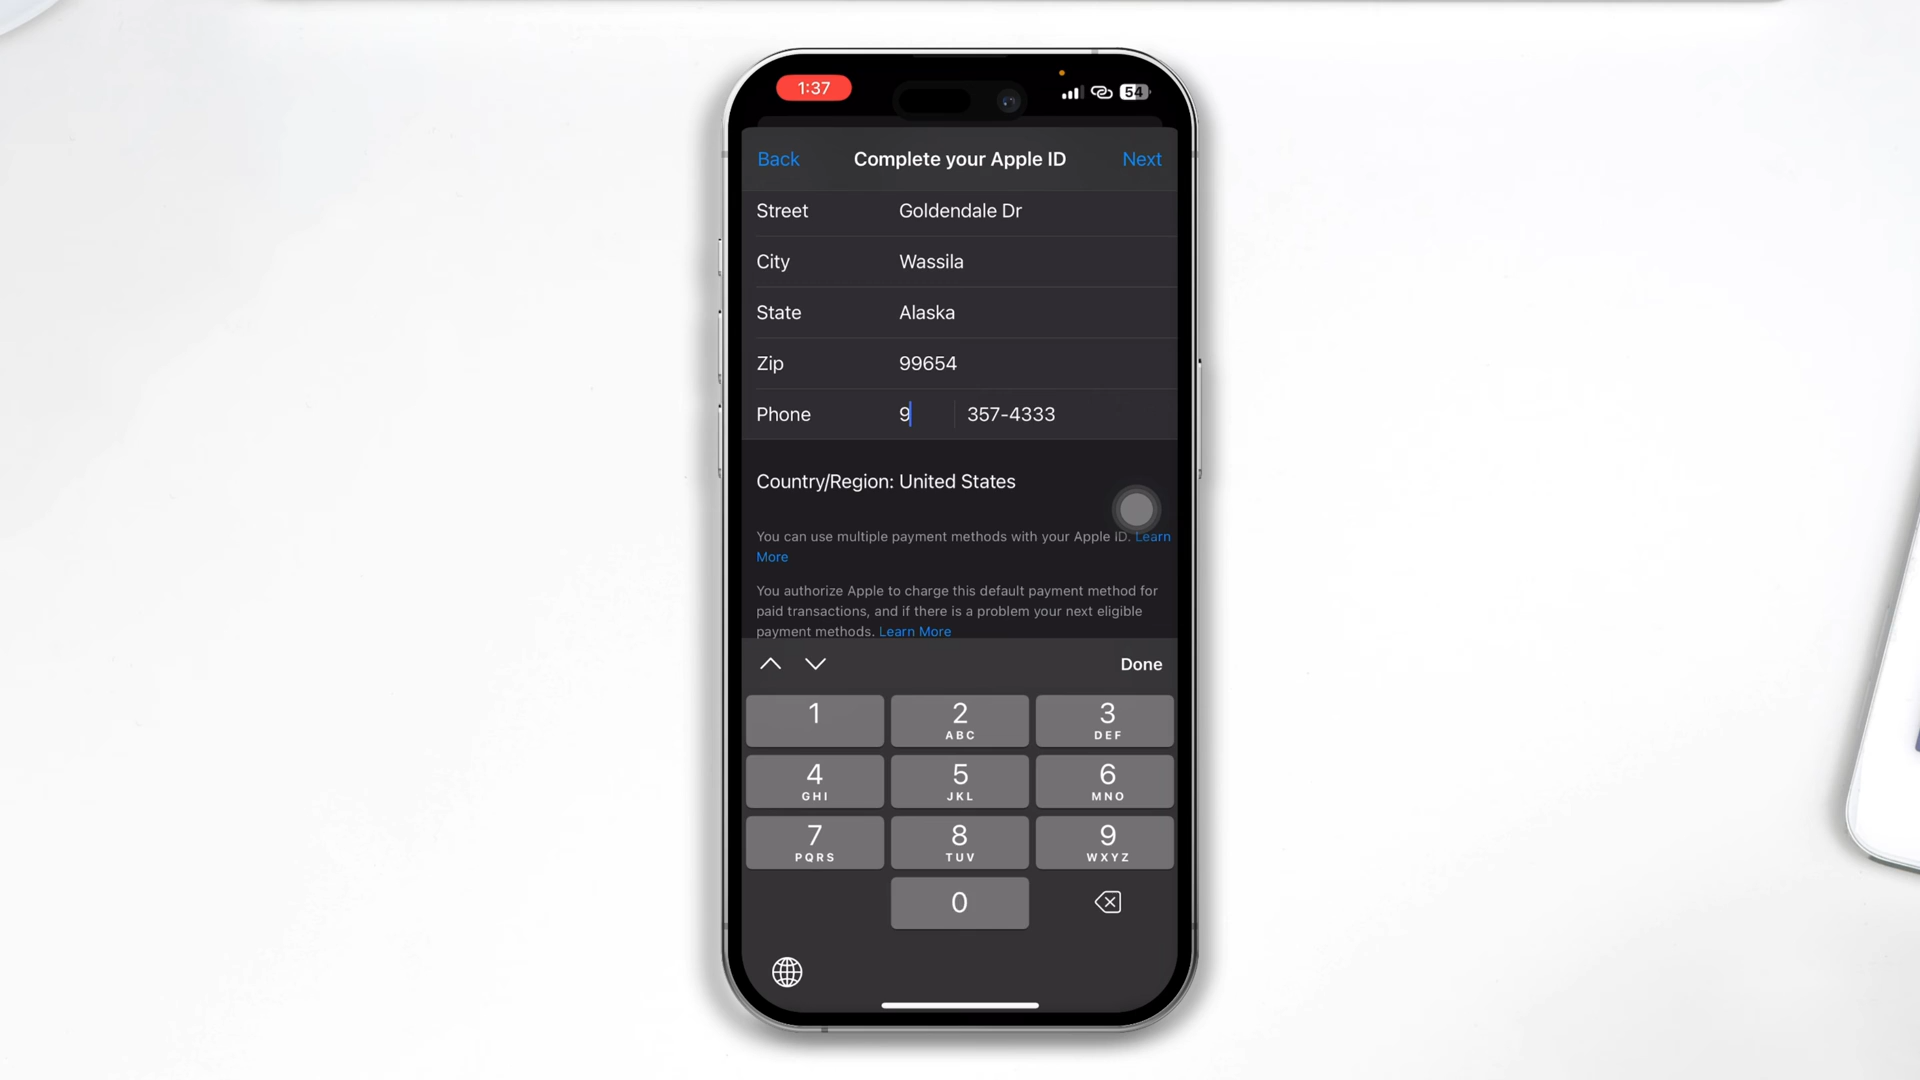 1:37
54
Back Complete your Apple ID Next
Street Goldendale Dr
City Wassila
State Alaska
Zip 99654
Phone 9 357-4333
Country/Region: United States
You can use multiple payment methods with your Apple ID. Learn
More
You authorize Apple to charge this default payment method for
paid transactions, and if there is a problem your next eligible
payment methods. Learn More
Done
1 2 3
ABC DEF
4 5 6
GHI JKL MNO
7 8 9
PQRS TUV WXYZ
0